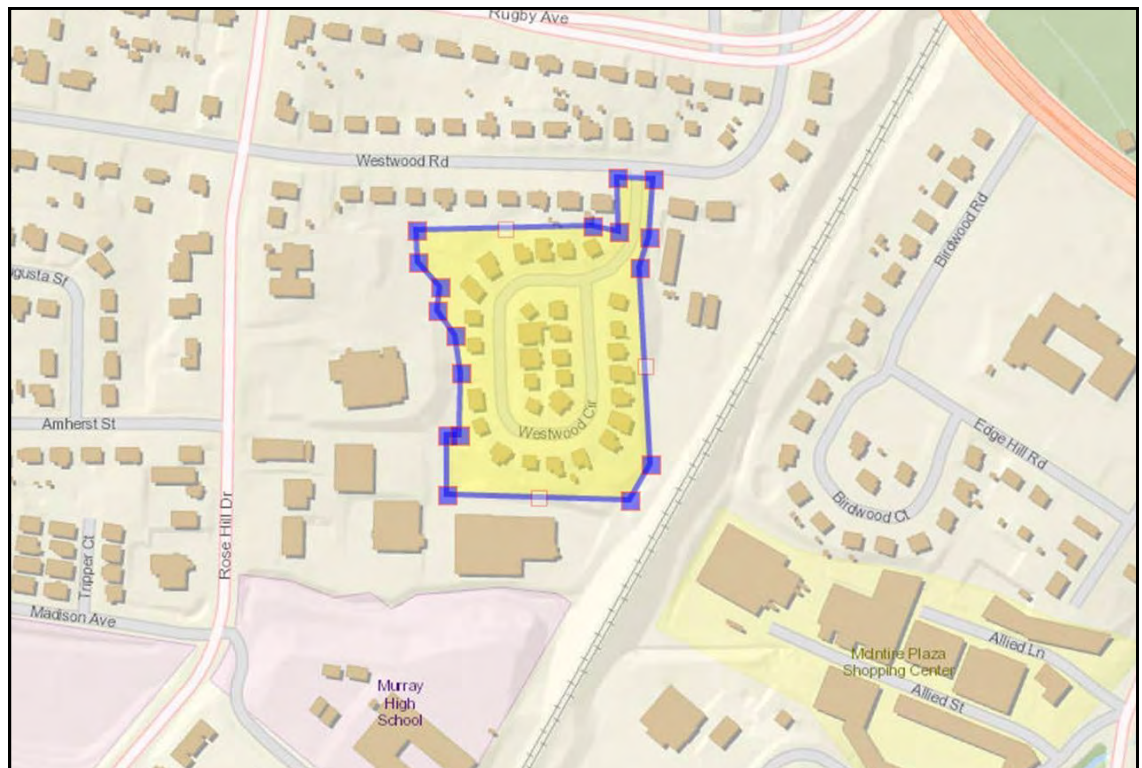 Rugby Ave
Westwood Rd
Birdwood Rd
gusta St
Amherst St
Westwood Cir
Edge Hill Rd
Birdwood Ct
Rose Hill Dr
Tripper Ct
Madison Ave
Allied Ln
McIntire Plaza
Shopping Center
Allied St
Murray
High
School